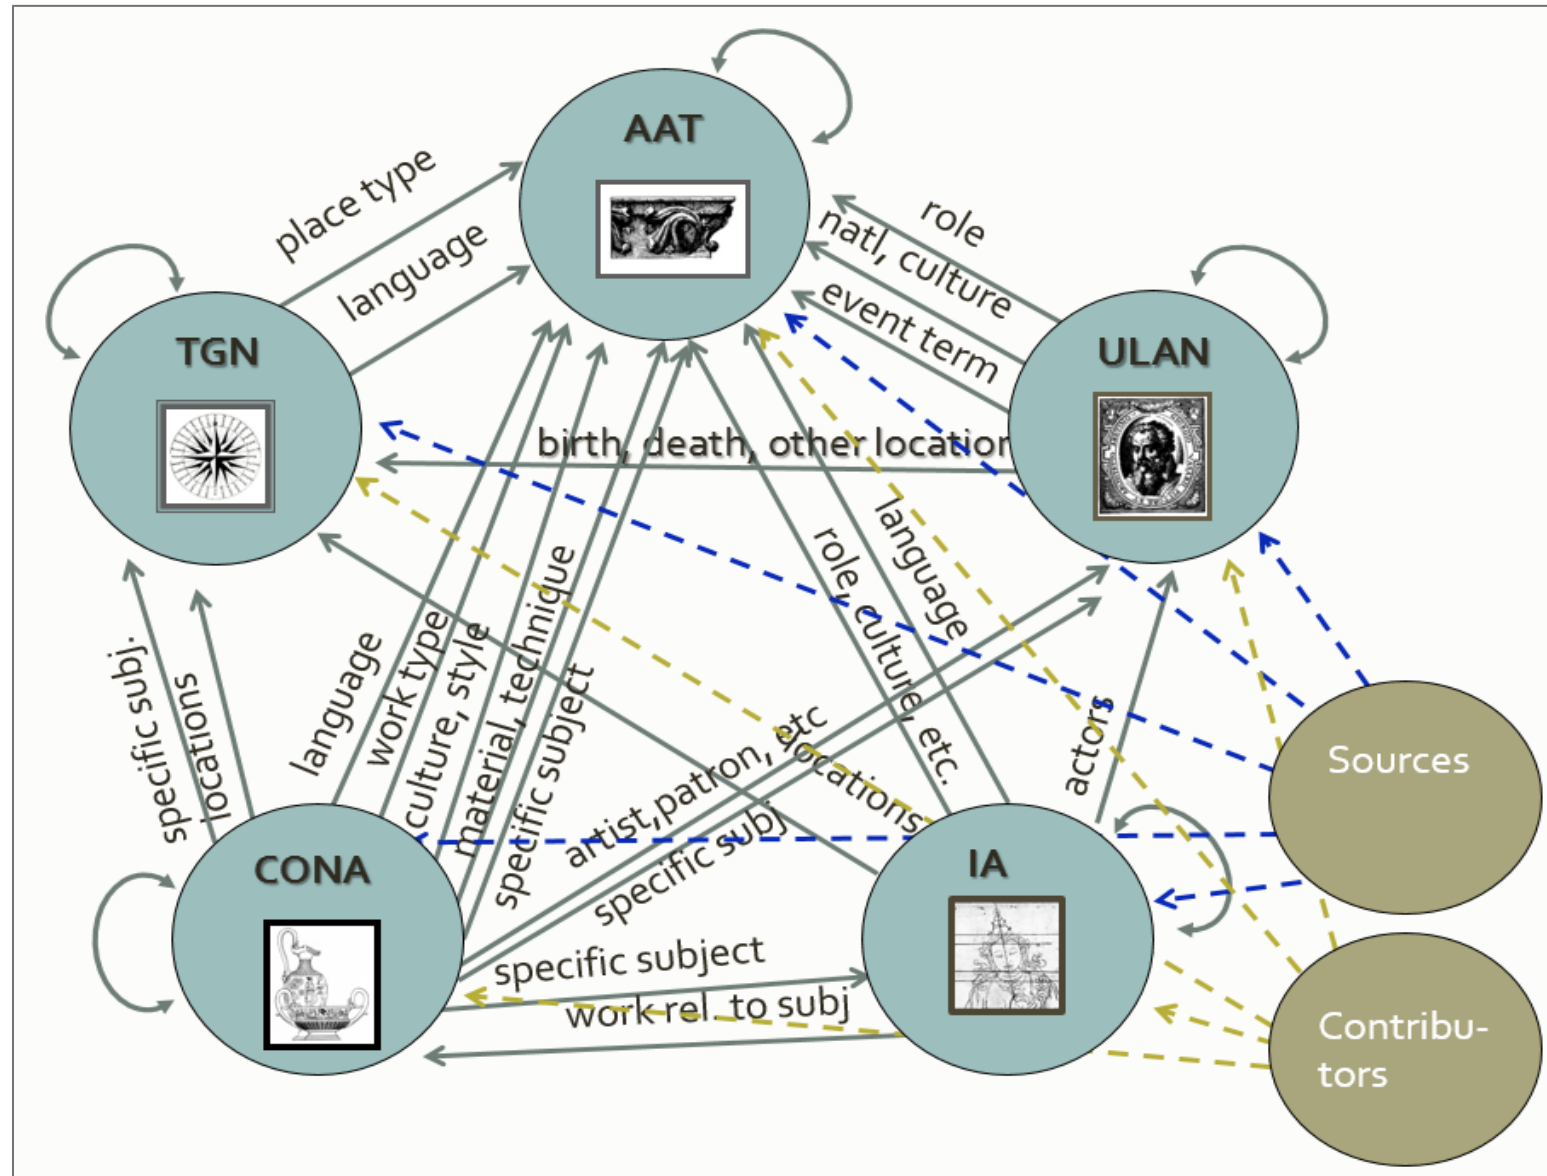 AAT
place type
language
role
natl, culture
event term
TGN
ULAN
birth, death, other location
language
role, culture, etc.
specific subj.
locations
language
work type
culture, style
material, technique
specific subject
artist,patron, etc
specific subj
locations
actors
Sources
CONA
IA
specific subject
work rel. to subj
Contribu-
tors